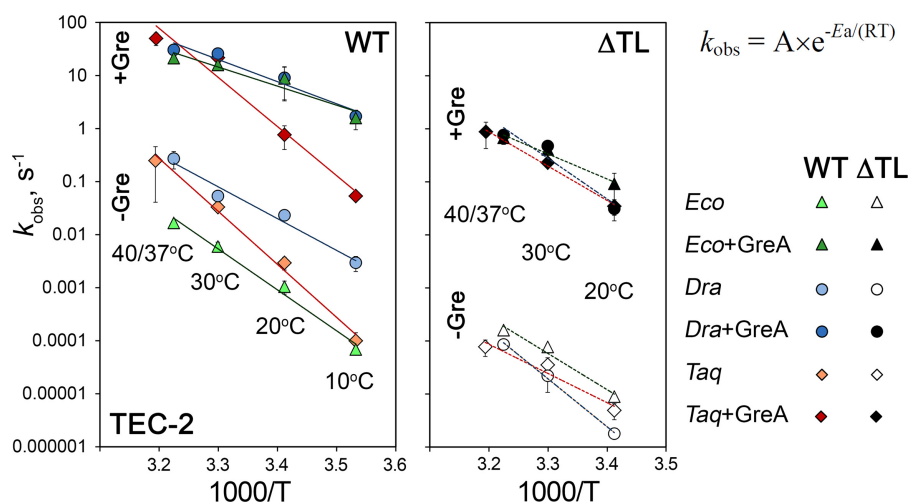 WT
ΔTL
k_obs = A×e^-Ea/(RT)
k_obs, s⁻¹
100
10
1
0.1
0.01
0.001
0.0001
0.00001
0.000001
+Gre
-Gre
40/37°C
30°C
20°C
10°C
TEC-2
3.2 3.3 3.4 3.5 3.6
1000/T
+Gre
-Gre
40/37°C
30°C
20°C
3.2 3.3 3.4 3.5
1000/T
WT ΔTL
Eco
Eco+GreA
Dra
Dra+GreA
Taq
Taq+GreA